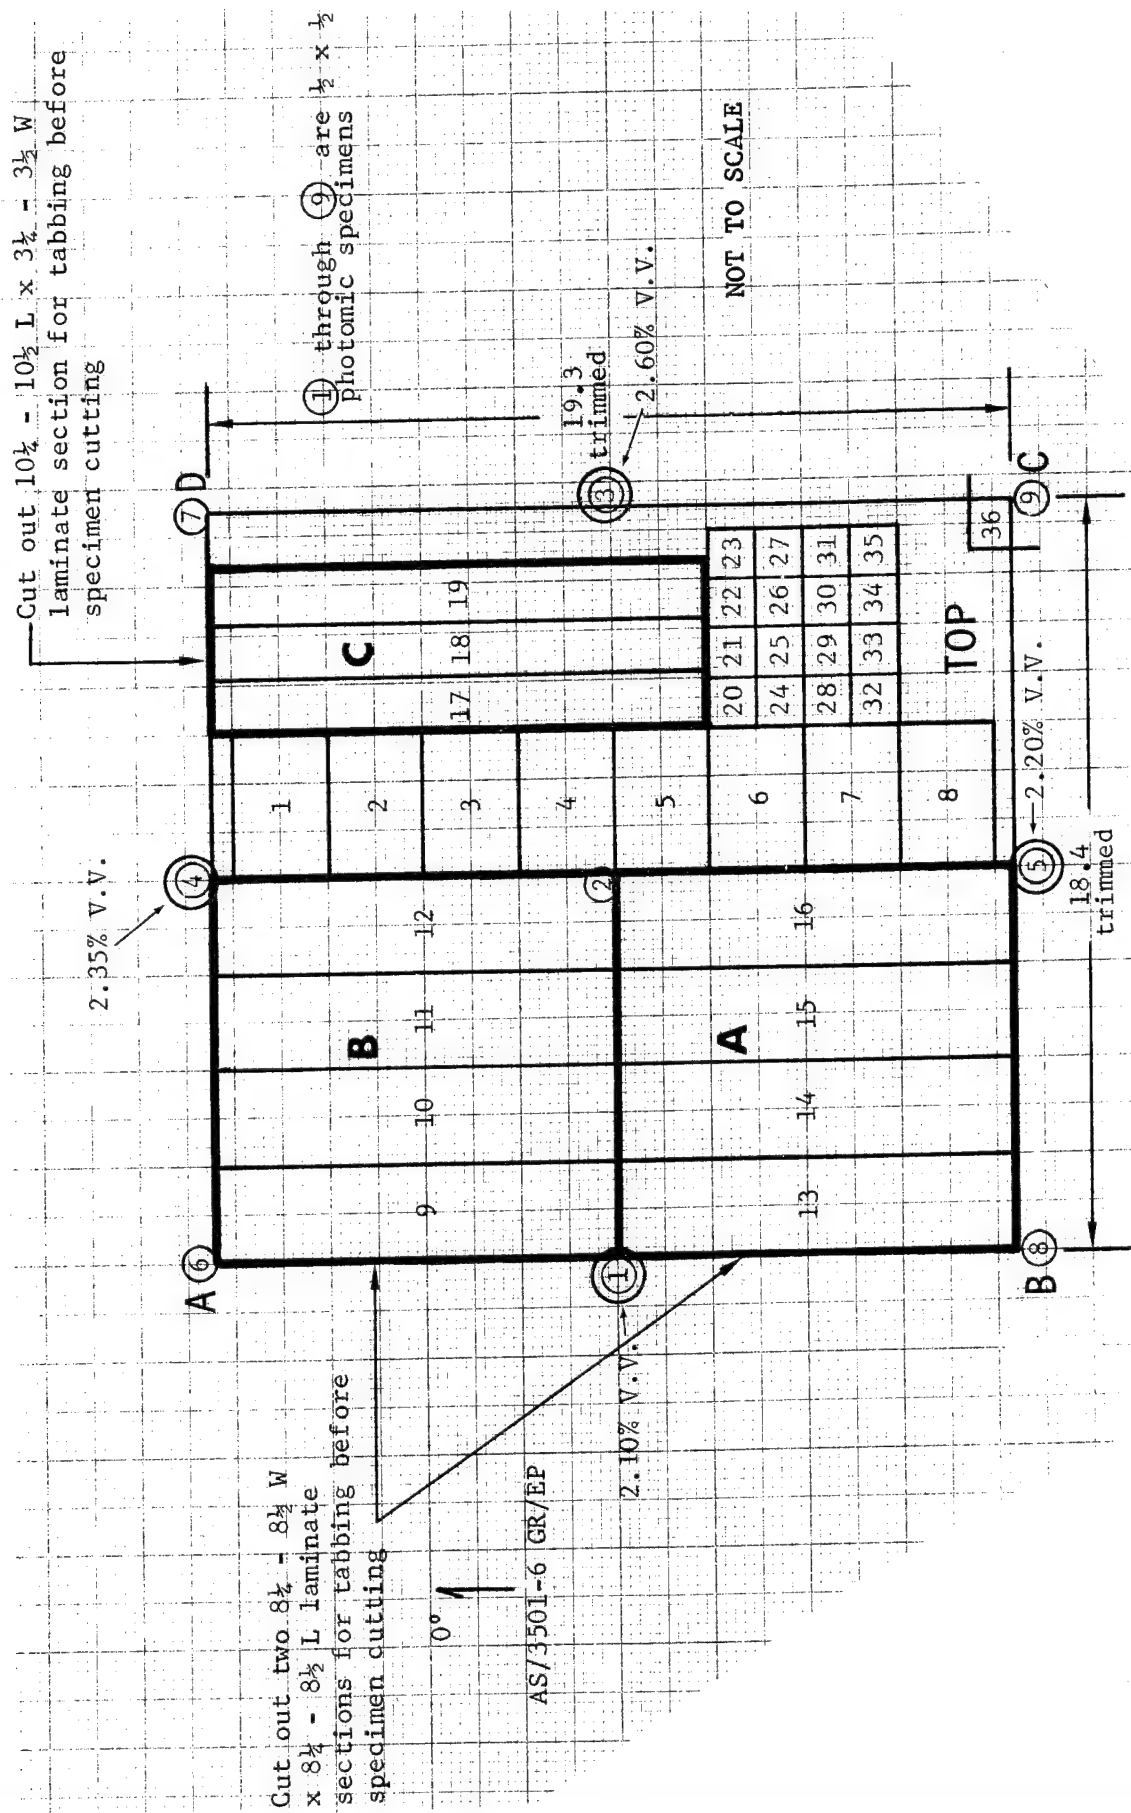 Cut out 10¼ - 10½ L x 3¼ - 3½ W
laminate section for tabbing before
specimen cutting
① through ⑨ are ½ x ½
photomic specimens
NOT TO SCALE
Cut out two 8¼ - 8½ W
x 8¼ - 8½ L laminate
sections for tabbing before
specimen cutting
0°
AS/3501-6 GR/EP
A
⑥
2.35% V.V.
④
⑦
D
9
10
11
12
B
1
2
3
4
5
6
7
8
17
18
19
C
19.3
trimmed
③
2.60% V.V.
①
2.10% V.V.
②
13
14
15
16
A
20
21
22
23
24
25
26
27
28
29
30
31
32
33
34
35
TOP
36
B
⑧
⑤
2.20% V.V.
⑨
C
18.4
trimmed